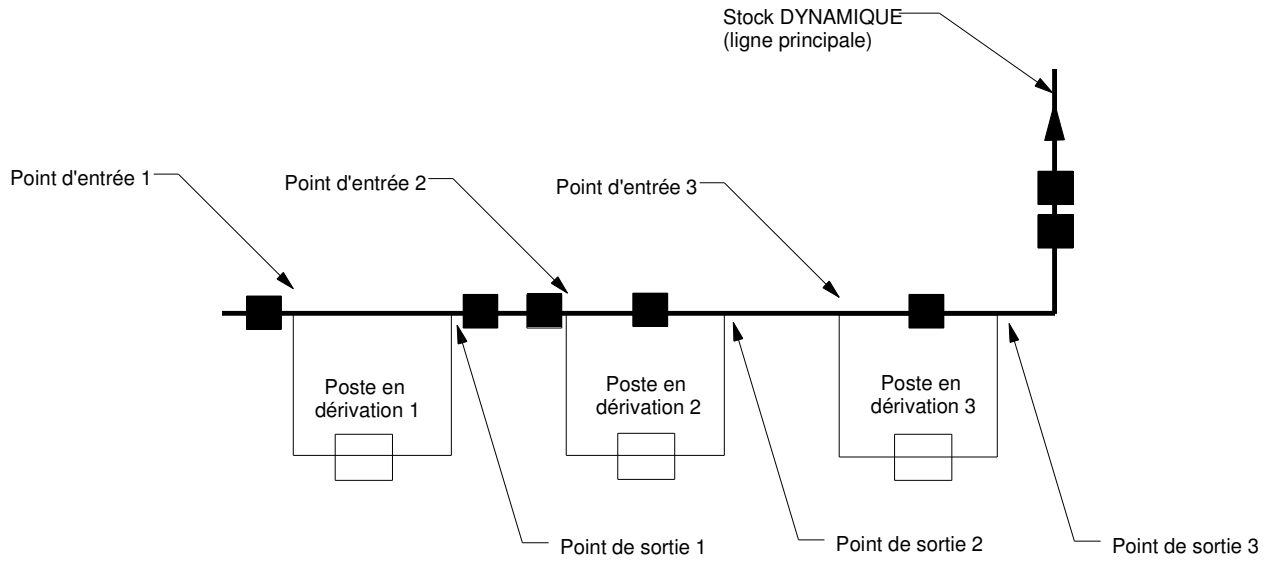 Stock DYNAMIQUE
(ligne principale)
Point d'entrée 1
Point d'entrée 2
Point d'entrée 3
Poste en
dérivation 1
Poste en
dérivation 2
Poste en
dérivation 3
Point de sortie 1
Point de sortie 2
Point de sortie 3